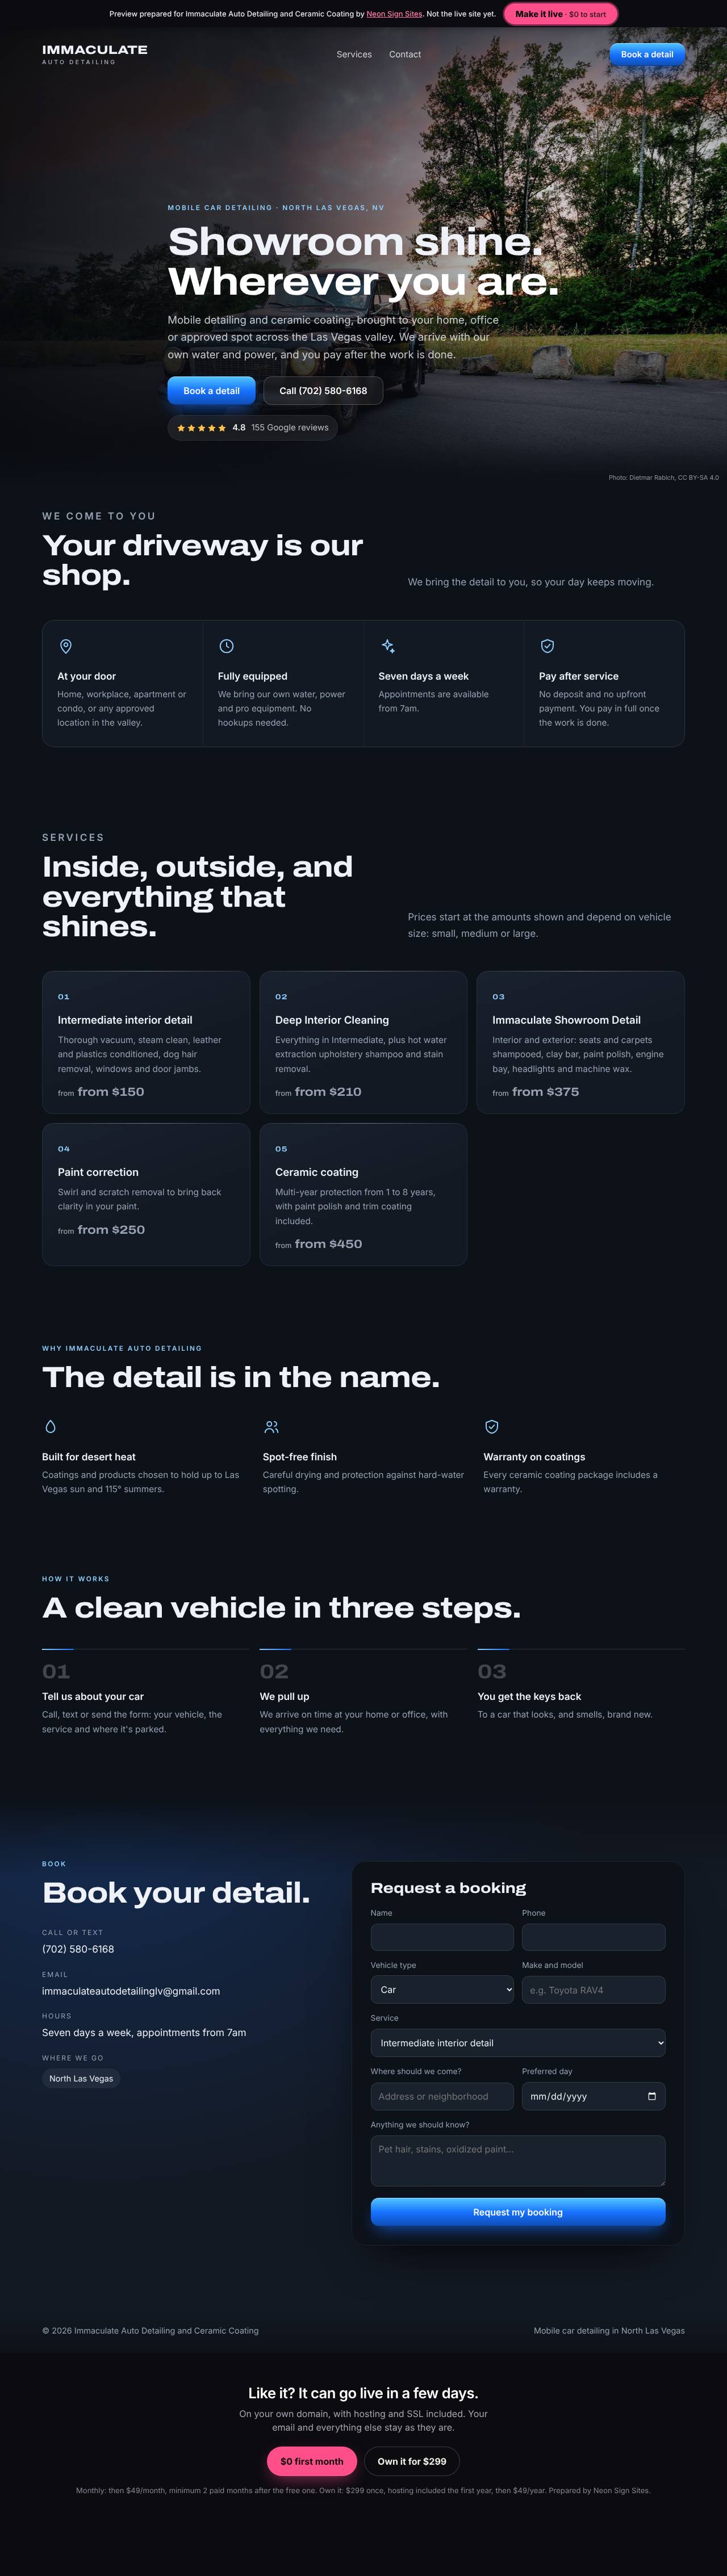 Preview prepared for Immaculate Auto Detailing and Ceramic Coating by Neon Sign Sites. Not the live site yet. Make it live · $0 to start
IMMACULATE
AUTO DETAILING
Services Contact
Book a detail
MOBILE CAR DETAILING · NORTH LAS VEGAS, NV
Showroom shine.
Wherever you are.
Mobile detailing and ceramic coating, brought to your home, office
or approved spot across the Las Vegas valley. We arrive with our
own water and power, and you pay after the work is done.
Book a detail Call (702) 580-6168
★★★★★ 4.8 155 Google reviews
Photo: Dietmar Rabich, CC BY-SA 4.0
WE COME TO YOU
Your driveway is our
shop.
We bring the detail to you, so your day keeps moving.
At your door
Home, workplace, apartment or
condo, or any approved
location in the valley.
Fully equipped
We bring our own water, power
and pro equipment. No
hookups needed.
Seven days a week
Appointments are available
from 7am.
Pay after service
No deposit and no upfront
payment. You pay in full once
the work is done.
SERVICES
Inside, outside, and
everything that
shines.
Prices start at the amounts shown and depend on vehicle
size: small, medium or large.
01
Intermediate interior detail
Thorough vacuum, steam clean, leather
and plastics conditioned, dog hair
removal, windows and door jambs.
from from $150
02
Deep Interior Cleaning
Everything in Intermediate, plus hot water
extraction upholstery shampoo and stain
removal.
from from $210
03
Immaculate Showroom Detail
Interior and exterior: seats and carpets
shampooed, clay bar, paint polish, engine
bay, headlights and machine wax.
from from $375
04
Paint correction
Swirl and scratch removal to bring back
clarity in your paint.
from from $250
05
Ceramic coating
Multi-year protection from 1 to 8 years,
with paint polish and trim coating
included.
from from $450
WHY IMMACULATE AUTO DETAILING
The detail is in the name.
Built for desert heat
Coatings and products chosen to hold up to Las
Vegas sun and 115° summers.
Spot-free finish
Careful drying and protection against hard-water
spotting.
Warranty on coatings
Every ceramic coating package includes a
warranty.
HOW IT WORKS
A clean vehicle in three steps.
01
Tell us about your car
Call, text or send the form: your vehicle, the
service and where it's parked.
02
We pull up
We arrive on time at your home or office, with
everything we need.
03
You get the keys back
To a car that looks, and smells, brand new.
BOOK
Book your detail.
CALL OR TEXT
(702) 580-6168
EMAIL
immaculateautodetailinglv@gmail.com
HOURS
Seven days a week, appointments from 7am
WHERE WE GO
North Las Vegas
Request a booking
Name Phone
Vehicle type Make and model
Car e.g. Toyota RAV4
Service
Intermediate interior detail
Where should we come? Preferred day
Address or neighborhood mm/dd/yyyy
Anything we should know?
Pet hair, stains, oxidized paint...
Request my booking
© 2026 Immaculate Auto Detailing and Ceramic Coating
Mobile car detailing in North Las Vegas
Like it? It can go live in a few days.
On your own domain, with hosting and SSL included. Your
email and everything else stay as they are.
$0 first month Own it for $299
Monthly: then $49/month, minimum 2 paid months after the free one. Own it: $299 once, hosting included the first year, then $49/year. Prepared by Neon Sign Sites.